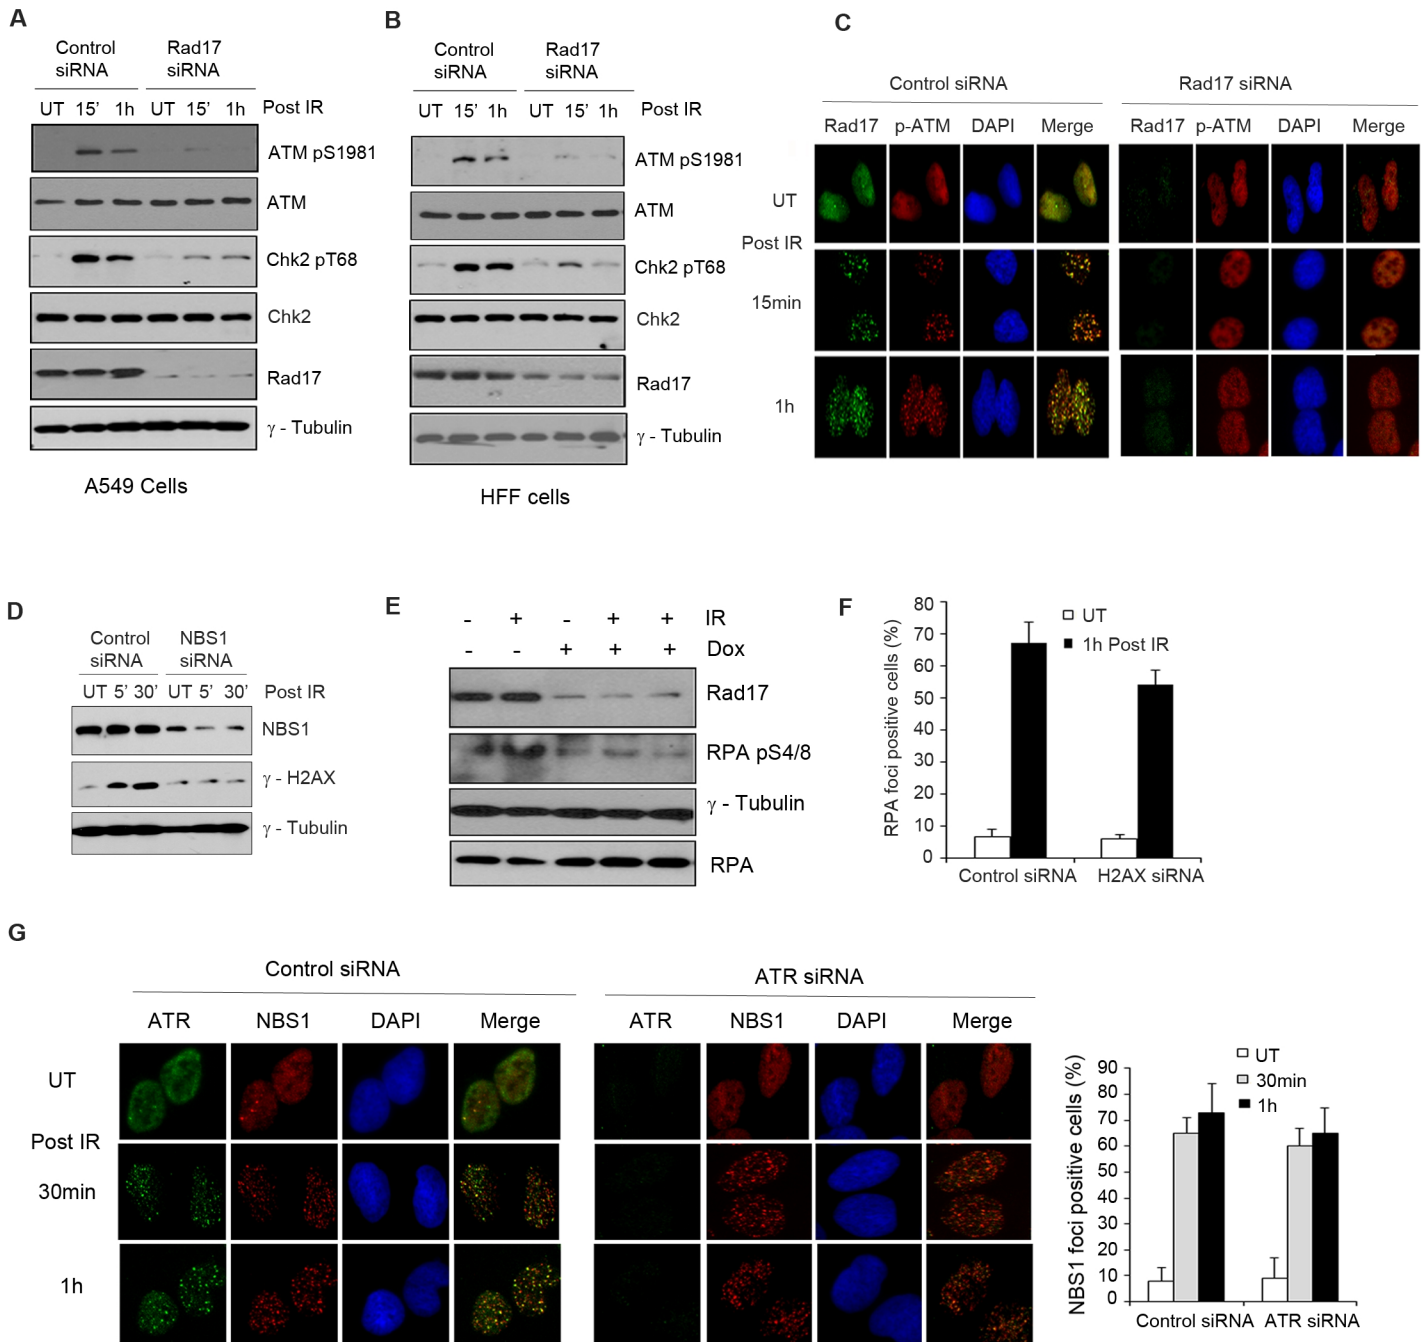 A
Control siRNA
Rad17 siRNA
UT 15' 1h UT 15' 1h Post IR
ATM pS1981
ATM
Chk2 pT68
Chk2
Rad17
γ - Tubulin
A549 Cells
B
Control siRNA
Rad17 siRNA
UT 15' 1h UT 15' 1h Post IR
ATM pS1981
ATM
Chk2 pT68
Chk2
Rad17
γ - Tubulin
HFF cells
C
Control siRNA
Rad17 siRNA
Rad17 p-ATM DAPI Merge Rad17 p-ATM DAPI Merge
UT
Post IR
15min
1h
D
Control siRNA
NBS1 siRNA
UT 5' 30' UT 5' 30' Post IR
NBS1
γ - H2AX
γ - Tubulin
E
- + - + + IR
- - + + + Dox
Rad17
RPA pS4/8
γ - Tubulin
RPA
F
RPA foci positive cells (%)
80
70
60
50
40
30
20
10
0
UT
1h Post IR
Control siRNA H2AX siRNA
G
Control siRNA
ATR siRNA
ATR NBS1 DAPI Merge ATR NBS1 DAPI Merge
UT
Post IR
30min
1h
NBS1 foci positive cells (%)
90
80
70
60
50
40
30
20
10
0
UT
30min
1h
Control siRNA ATR siRNA